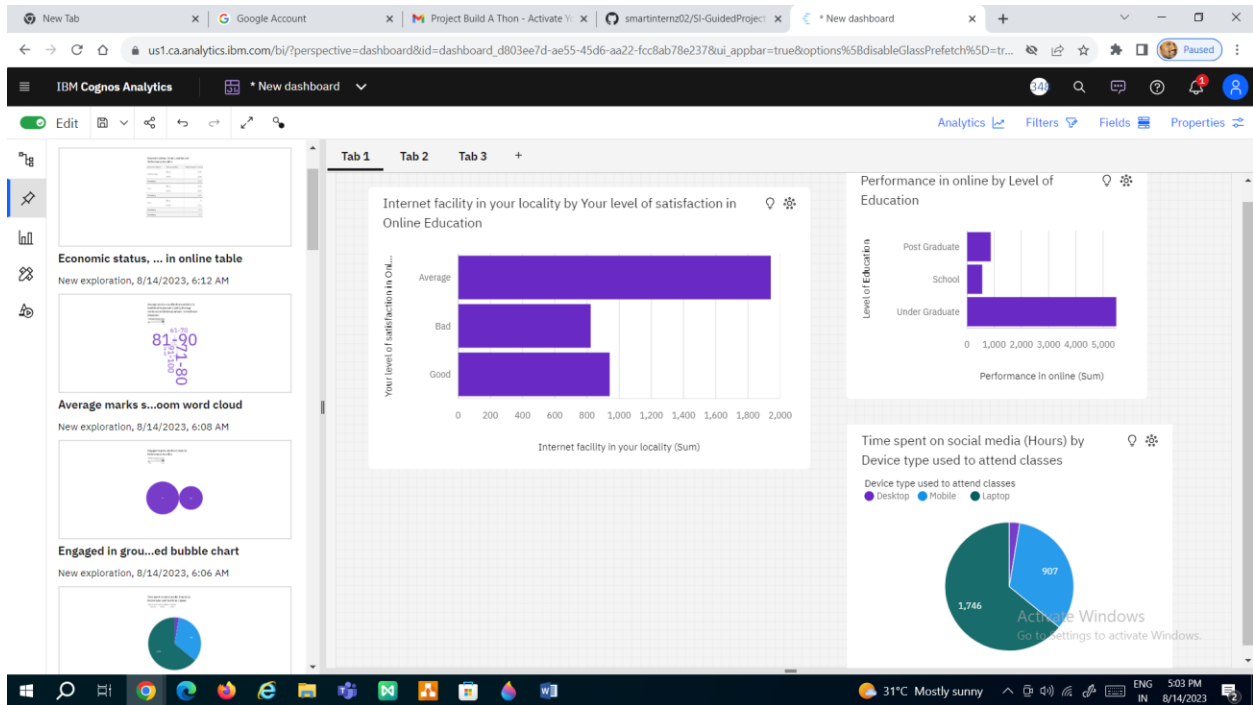 New Tab
Google Account
Project Build A Thon - Activate Yo
smartinternz02/SI-GuidedProject
* New dashboard
us1.ca.analytics.ibm.com/bi/?perspective=dashboard&id=dashboard_d803ee7d-ae55-45d6-aa22-fcc8ab78e237&ui_appbar=true&options%5BdisableGlassPrefetch%5D=tr...
Paused
IBM Cognos Analytics
* New dashboard
348
1
Edit
Analytics
Filters
Fields
Properties
Economic status, ... in online table
New exploration, 8/14/2023, 6:12 AM
61-70
81-90
71-80
91-100
Average marks s...oom word cloud
New exploration, 8/14/2023, 6:08 AM
Engaged in grou...ed bubble chart
New exploration, 8/14/2023, 6:06 AM
Tab 1
Tab 2
Tab 3
Internet facility in your locality by Your level of satisfaction in
Online Education
Your level of satisfaction in Onl...
Average
Bad
Good
0 200 400 600 800 1,000 1,200 1,400 1,600 1,800 2,000
Internet facility in your locality (Sum)
Performance in online by Level of
Education
Level of Education
Post Graduate
School
Under Graduate
0 1,000 2,000 3,000 4,000 5,000
Performance in online (Sum)
Time spent on social media (Hours) by
Device type used to attend classes
Device type used to attend classes
Desktop Mobile Laptop
907
1,746
Activate Windows
Go to Settings to activate Windows.
31°C Mostly sunny
ENG
IN
5:03 PM
8/14/2023
2